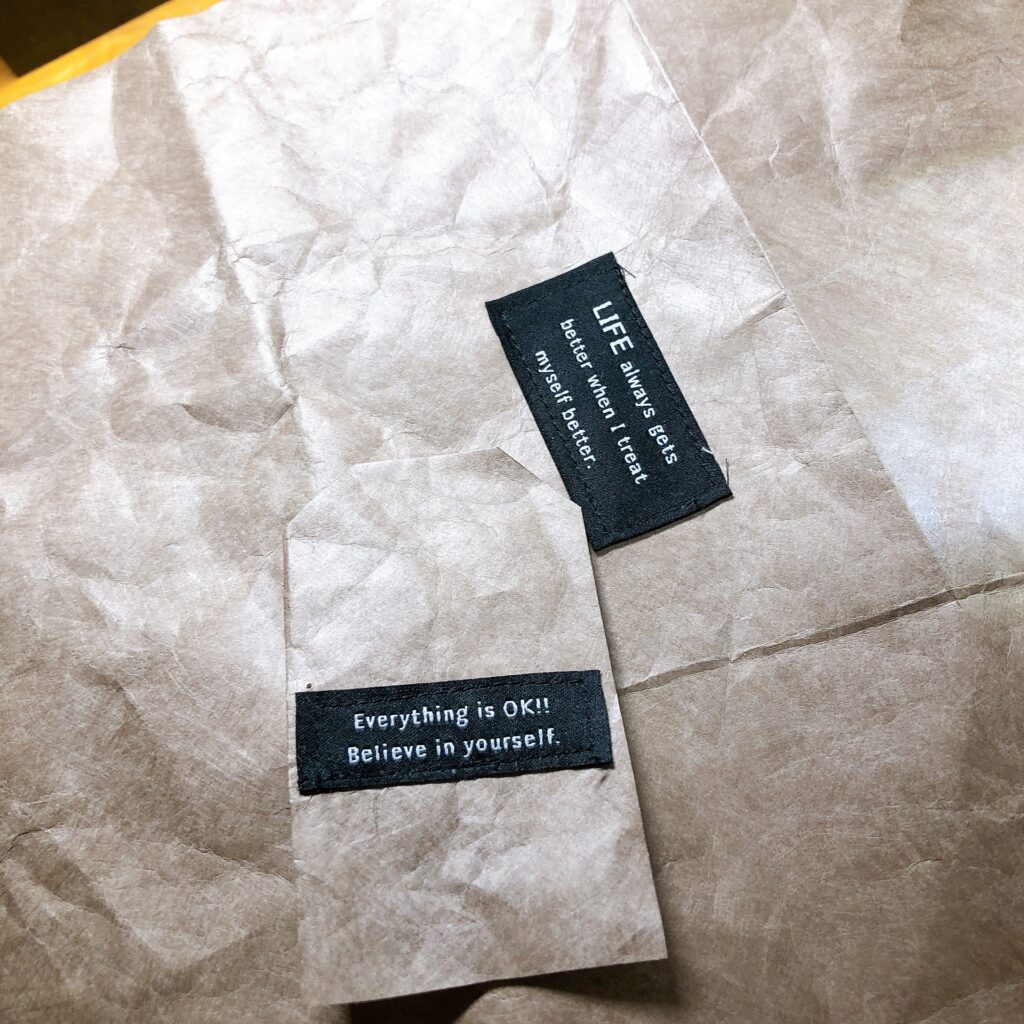 LIFE always gets
better when I treat
myself better.
Everything is OK!!
Believe in yourself.